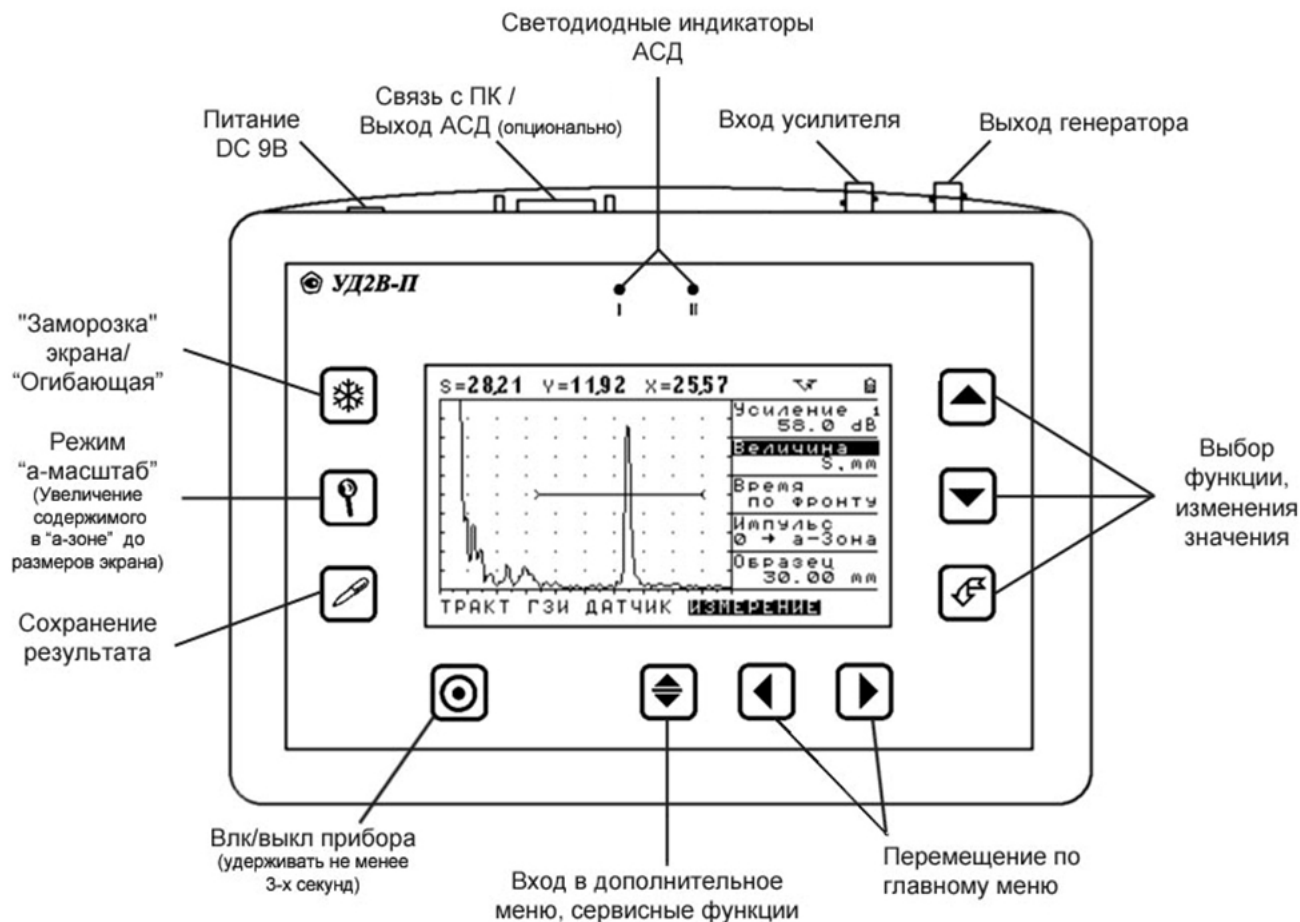 Светодиодные индикаторы
АСД
Связь с ПК /
Выход АСД (опционально)
Питание
DC 9В
Вход усилителя
Выход генератора
УД2В-П
I
II
"Заморозка"
экрана/
“Огибающая”
Режим
“а-масштаб”
(Увеличение
содержимого
в “а-зоне” до
размеров экрана)
Сохранение
результата
S=28,21 Y=11,92 X=25,57
Усиление 1
58.0 dB
Величина
S,mm
Время
по фронту
Импульс
0 → а-Зона
Образец
30.00 mm
ТРАКТ ГЗИ ДАТЧИК ИЗМЕРЕНИЕ
Выбор
функции,
изменения
значения
Влк/выкл прибора
(удерживать не менее
3-х секунд)
Вход в дополнительное
меню, сервисные функции
Перемещение по
главному меню